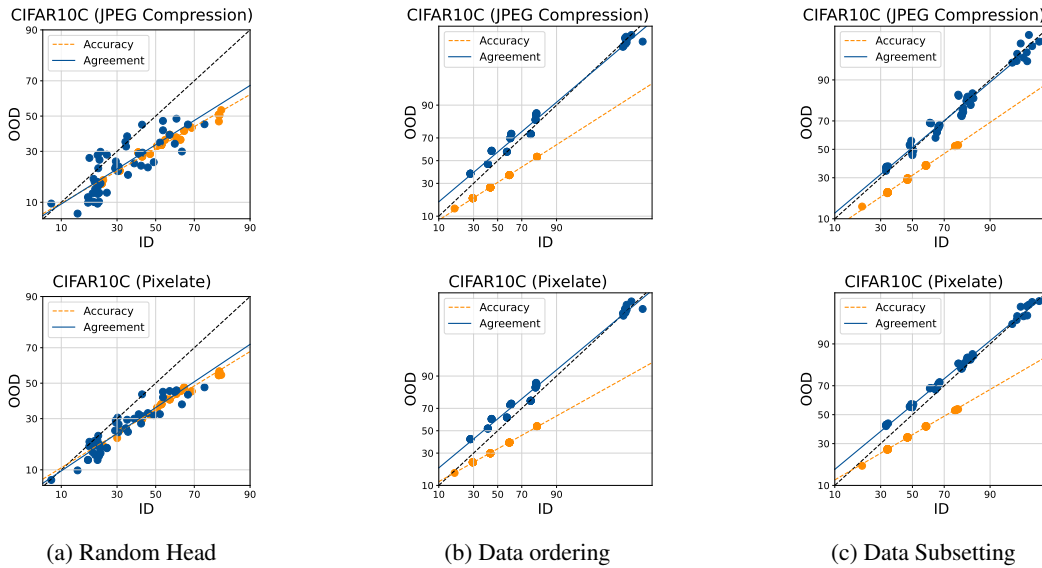 CIFAR10C (JPEG Compression)
90
70
50
30
10
OOD
Accuracy
Agreement
10
30
50
70
90
ID
CIFAR10C (JPEG Compression)
90
70
50
30
10
OOD
Accuracy
Agreement
10
30
50
70
90
ID
CIFAR10C (JPEG Compression)
90
70
50
30
10
OOD
Accuracy
Agreement
10
30
50
70
90
ID
CIFAR10C (Pixelate)
90
70
50
30
10
OOD
Accuracy
Agreement
10
30
50
70
90
ID
CIFAR10C (Pixelate)
90
70
50
30
10
OOD
Accuracy
Agreement
10
30
50
70
90
ID
CIFAR10C (Pixelate)
90
70
50
30
10
OOD
Accuracy
Agreement
10
30
50
70
90
ID
(a) Random Head
(b) Data ordering
(c) Data Subsetting